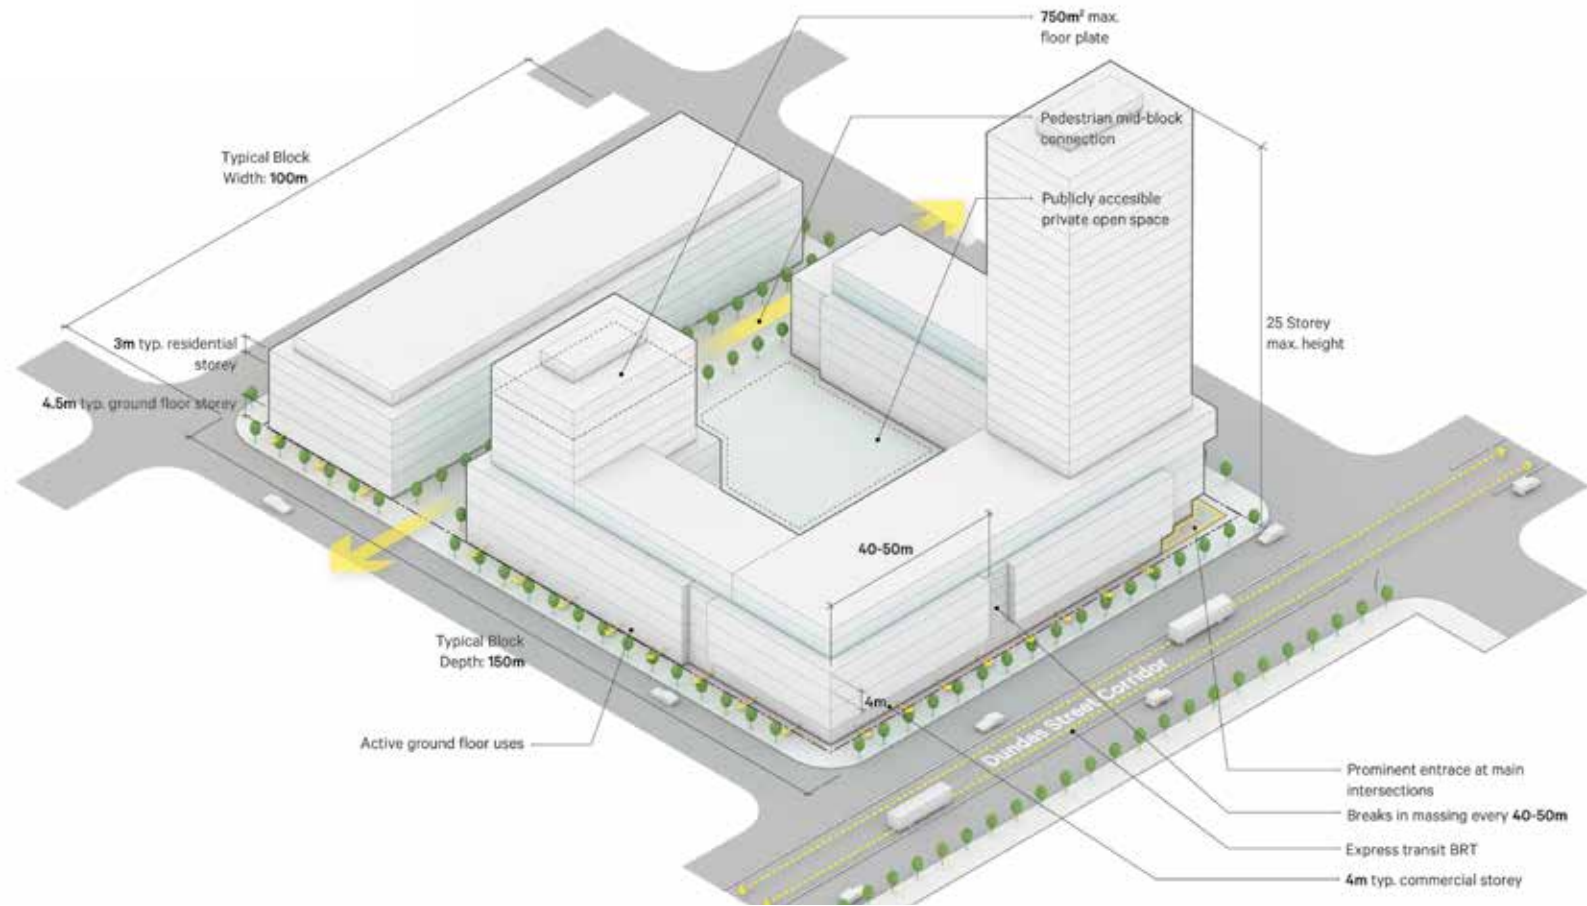 750m² max.
floor plate
Pedestrian mid-block
connection
Typical Block
Width: 100m
Publicly accesible
private open space
25 Storey
max. height
3m typ. residential
storey
4.5m typ. ground floor storey
40-50m
Typical Block
Depth: 150m
4m
Dundas Street Corridor
Active ground floor uses
Prominent entrace at main
intersections
Breaks in massing every 40-50m
Express transit BRT
4m typ. commercial storey